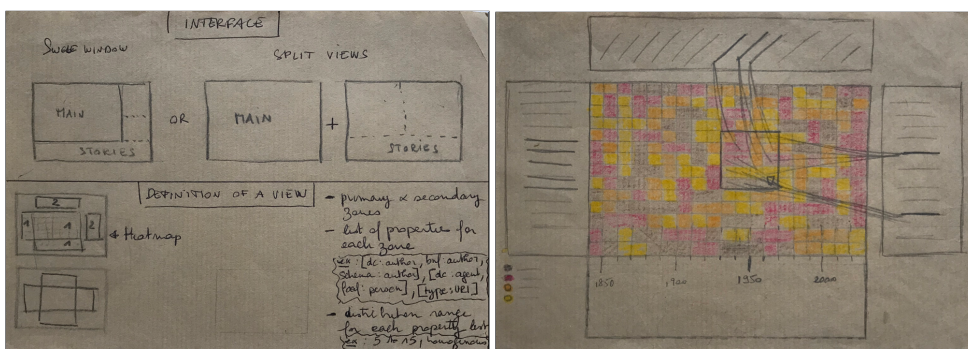 INTERFACE
SINGLE WINDOW
SPLIT VIEWS
MAIN
STORIES
OR
MAIN
+
STORIES
DEFINITION OF A VIEW
2
1
1
2
1
Heatmap
- primary & secondary
zones
- list of properties for
each zone
ex: [dc:author, bnf:author,
schema:author], [dc:agent,
foaf:person], [type:URI]
- distribution range
for each property list
ex: 5 to 15, homogenous
1850
1900
1950
2000